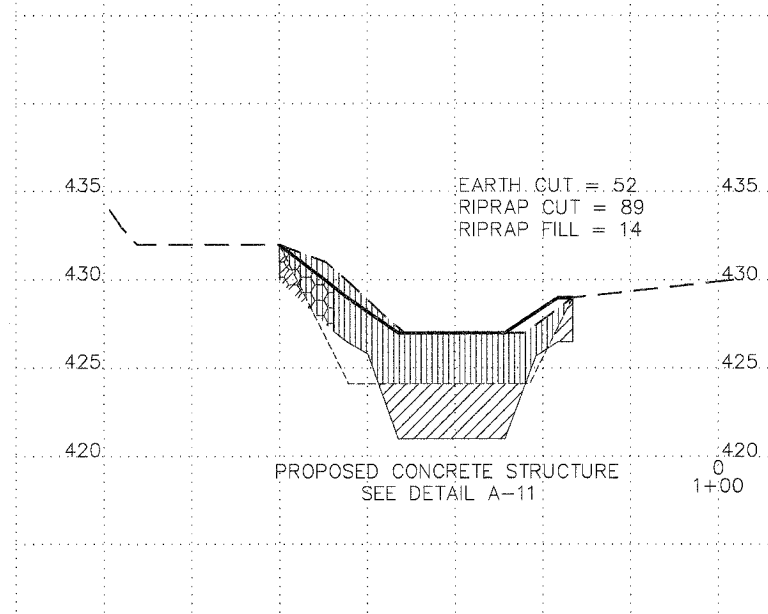 435
EARTH CUT = 52
435
RIPRAP CUT = 89
RIPRAP FILL = 14
430
430
425
425
420
420
PROPOSED CONCRETE STRUCTURE
SEE DETAIL A-11
0
1+00